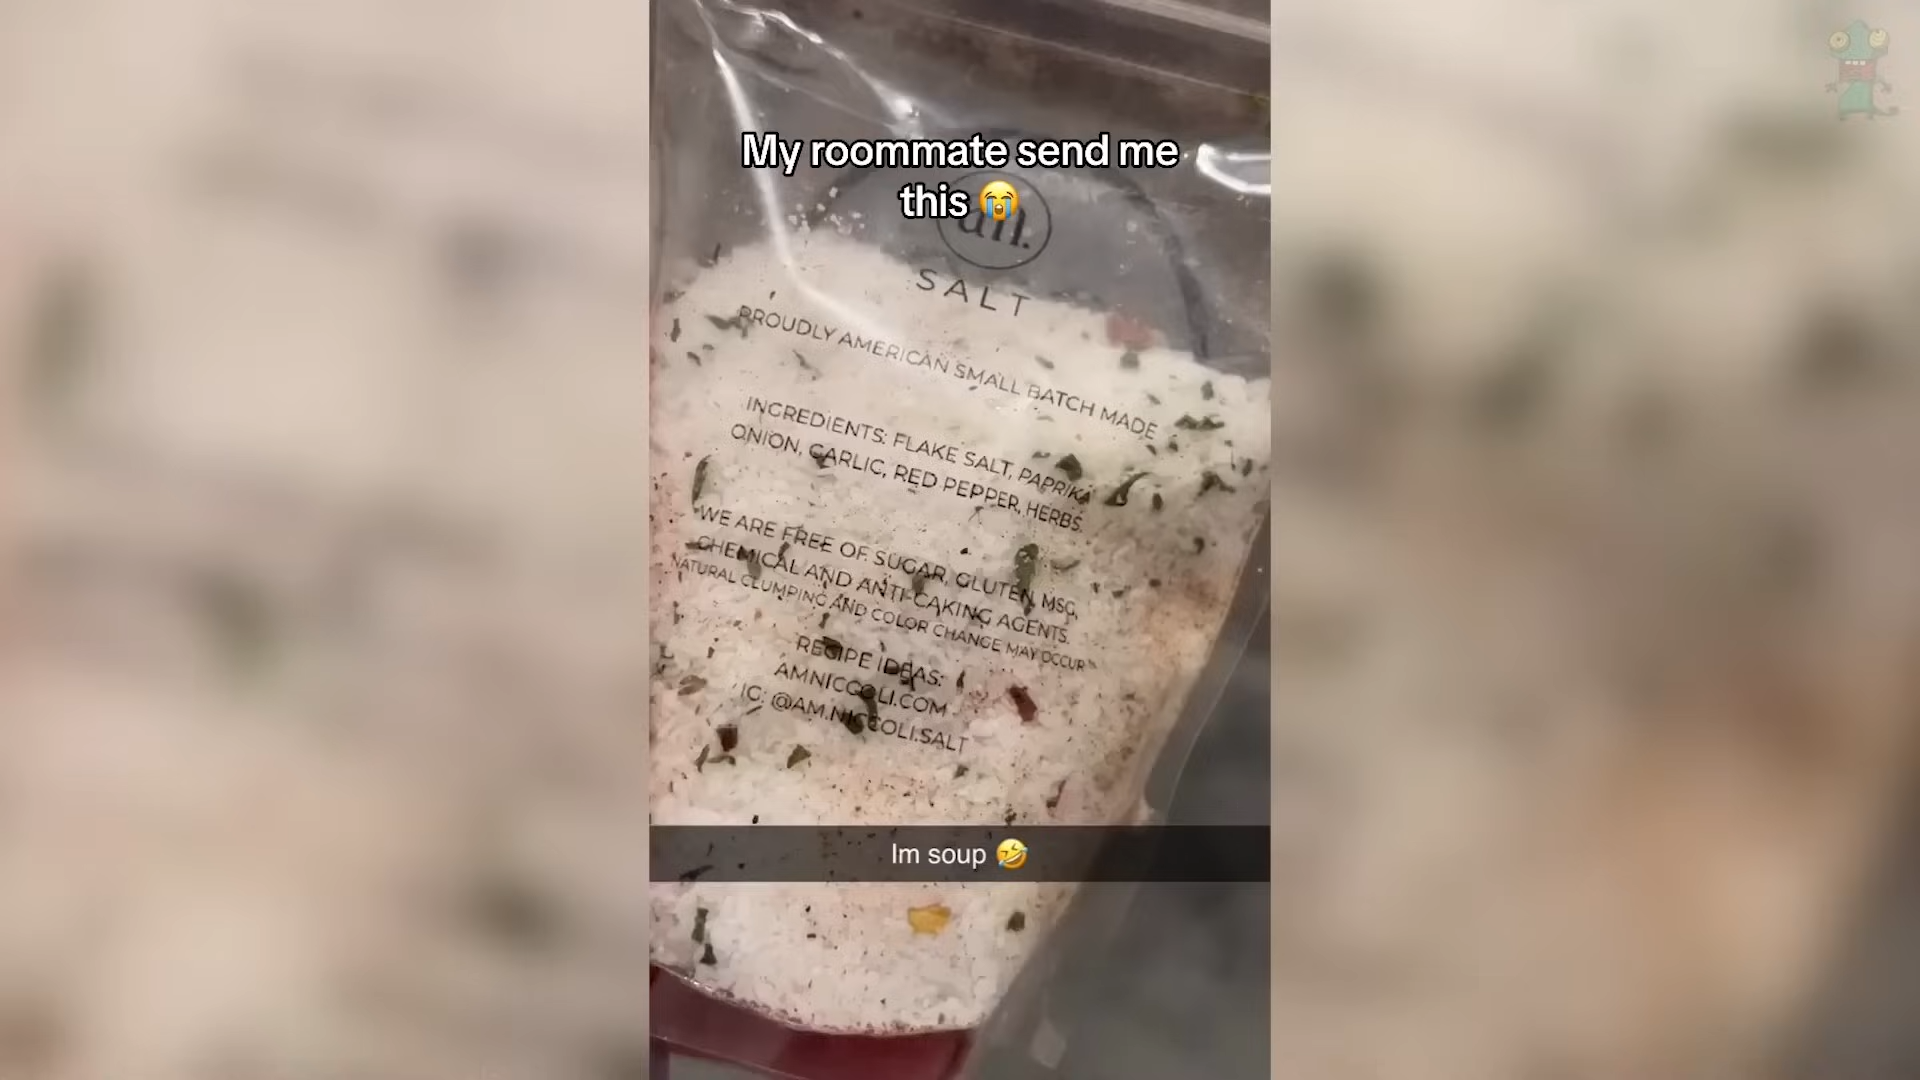 My roommate send me
this 😭
an.
SALT
PROUDLY AMERICAN SMALL BATCH MADE
INGREDIENTS: FLAKE SALT, PAPRIKA
ONION, GARLIC, RED PEPPER, HERBS.
WE ARE FREE OF SUGAR, GLUTEN, MSG,
CHEMICAL AND ANTI-CAKING AGENTS.
NATURAL CLUMPING AND COLOR CHANGE MAY OCCUR
RECIPE IDEAS:
AMNICCOLI.COM
IG: @AM.NICCOLI.SALT
Im soup 🤣